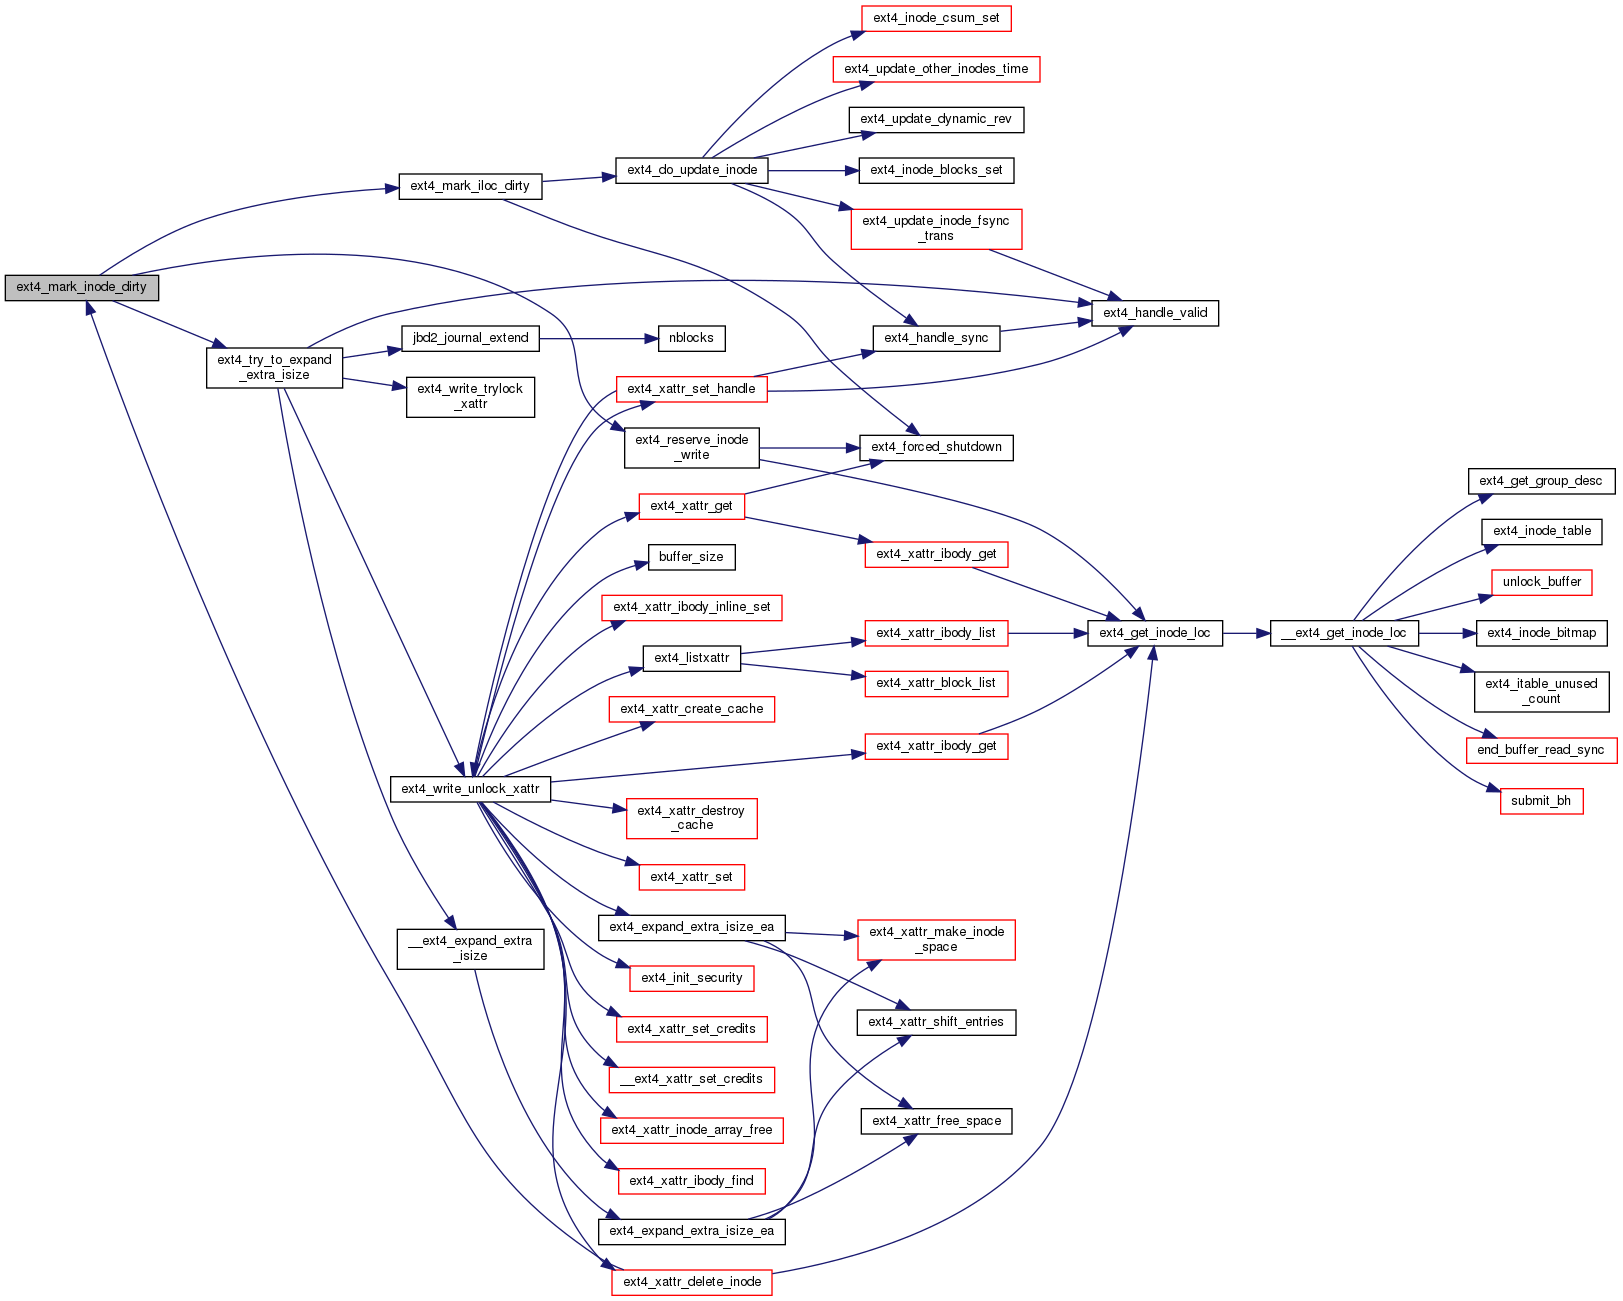 ext4_mark_inode_dirty
ext4_mark_iloc_dirty
ext4_try_to_expand
_extra_isize
jbd2_journal_extend
ext4_write_trylock
_xattr
ext4_write_unlock_xattr
__ext4_expand_extra
_isize
ext4_do_update_inode
nblocks
ext4_xattr_set_handle
ext4_reserve_inode
_write
ext4_xattr_get
buffer_size
ext4_xattr_ibody_inline_set
ext4_listxattr
ext4_xattr_create_cache
ext4_xattr_destroy
_cache
ext4_xattr_set
ext4_expand_extra_isize_ea
ext4_init_security
ext4_xattr_set_credits
__ext4_xattr_set_credits
ext4_xattr_inode_array_free
ext4_xattr_ibody_find
ext4_expand_extra_isize_ea
ext4_xattr_delete_inode
ext4_inode_csum_set
ext4_update_other_inodes_time
ext4_update_dynamic_rev
ext4_inode_blocks_set
ext4_update_inode_fsync
_trans
ext4_handle_sync
ext4_forced_shutdown
ext4_xattr_ibody_get
ext4_xattr_ibody_list
ext4_xattr_block_list
ext4_xattr_ibody_get
ext4_xattr_make_inode
_space
ext4_xattr_shift_entries
ext4_xattr_free_space
ext4_handle_valid
ext4_get_inode_loc
__ext4_get_inode_loc
ext4_get_group_desc
ext4_inode_table
unlock_buffer
ext4_inode_bitmap
ext4_itable_unused
_count
end_buffer_read_sync
submit_bh